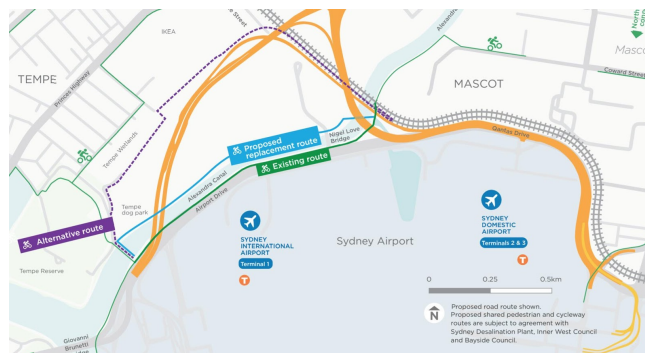 North
cana
Street
Alexandra
IKEA
Masco
TEMPE
Princes Highway
MASCOT
Coward Street
Qantas Drive
Proposed
replacement route
Nigel Love
Bridge
Existing route
Tempe Wetlands
Alexandra Canal
Airport Drive
Tempe
dog park
Alternative route
SYDNEY
INTERNATIONAL
AIRPORT
Terminal 1
T
Sydney Airport
SYDNEY
DOMESTIC
AIRPORT
Terminals 2 & 3
T
Tempe Reserve
0
0.25
0.5km
N
Proposed road route shown.
Proposed shared pedestrian and cycleway
routes are subject to agreement with
Sydney Desalination Plant, Inner West Council
and Bayside Council.
Giovanni
Brunetti